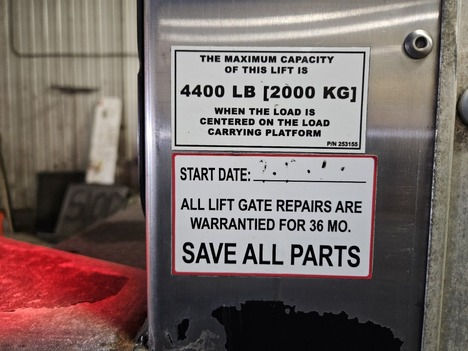 THE MAXIMUM CAPACITY
OF THIS LIFT IS
4400 LB [2000 KG]
WHEN THE LOAD IS
CENTERED ON THE LOAD
CARRYING PLATFORM
P/N 253155
START DATE:
ALL LIFT GATE REPAIRS ARE
WARRANTIED FOR 36 MO.
SAVE ALL PARTS